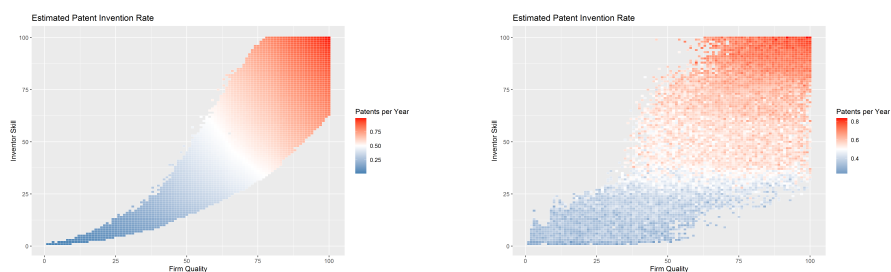 Estimated Patent Invention Rate
100
75
50
25
0
Inventor Skill
0 25 50 75 100
Firm Quality
Patents per Year
0.75
0.50
0.25
Estimated Patent Invention Rate
100
75
50
25
0
Inventor Skill
0 25 50 75 100
Firm Quality
Patents per Year
0.8
0.6
0.4